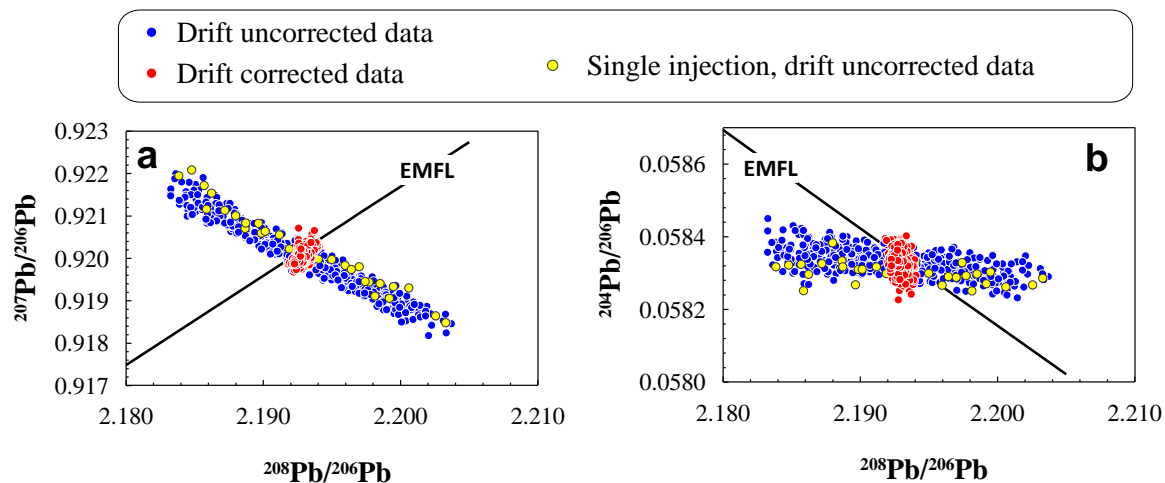 Drift uncorrected data
Drift corrected data
Single injection, drift uncorrected data
a
EMFL
0.923
0.922
0.921
0.920
0.919
0.918
0.917
²⁰⁷Pb/²⁰⁶Pb
2.180 2.190 2.200 2.210
²⁰⁸Pb/²⁰⁶Pb
b
EMFL
0.0586
0.0584
0.0582
0.0580
²⁰⁴Pb/²⁰⁶Pb
2.180 2.190 2.200 2.210
²⁰⁸Pb/²⁰⁶Pb